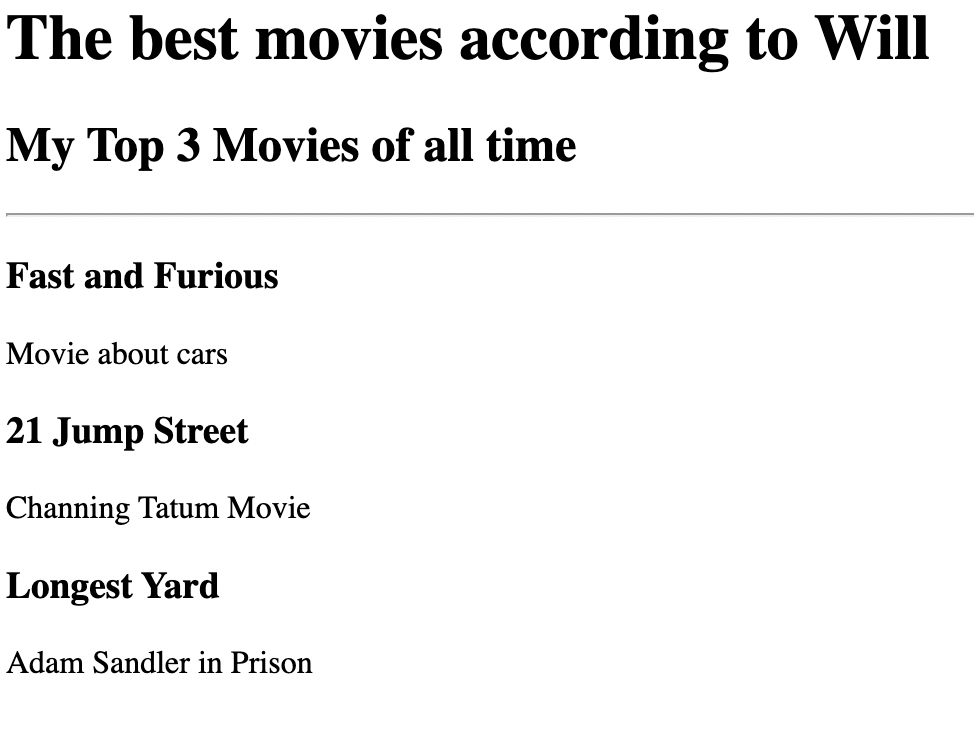 The best movies according to Will
My Top 3 Movies of all time
Fast and Furious
Movie about cars
21 Jump Street
Channing Tatum Movie
Longest Yard
Adam Sandler in Prison